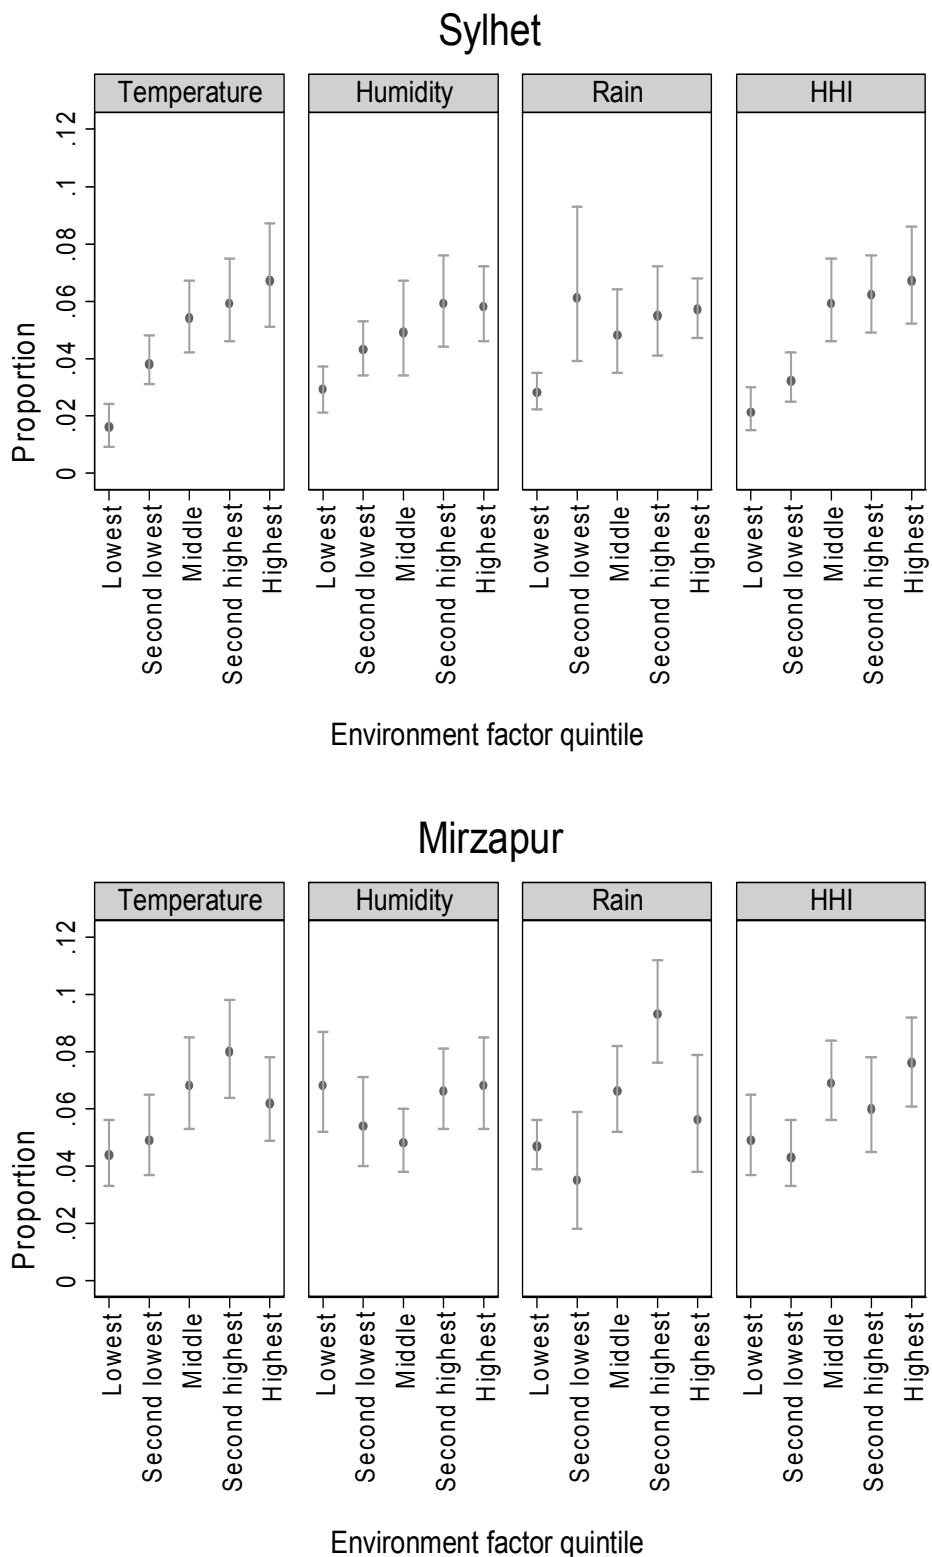 Sylhet
Temperature Humidity Rain HHI
.12
.1
.08
.06
.04
.02
0
Proportion
Lowest Second lowest Middle Second highest Highest Lowest Second lowest Middle Second highest Highest Lowest Second lowest Middle Second highest Highest Lowest Second lowest Middle Second highest Highest
Environment factor quintile
Mirzapur
Temperature Humidity Rain HHI
.12
.1
.08
.06
.04
.02
0
Proportion
Lowest Second lowest Middle Second highest Highest Lowest Second lowest Middle Second highest Highest Lowest Second lowest Middle Second highest Highest Lowest Second lowest Middle Second highest Highest
Environment factor quintile